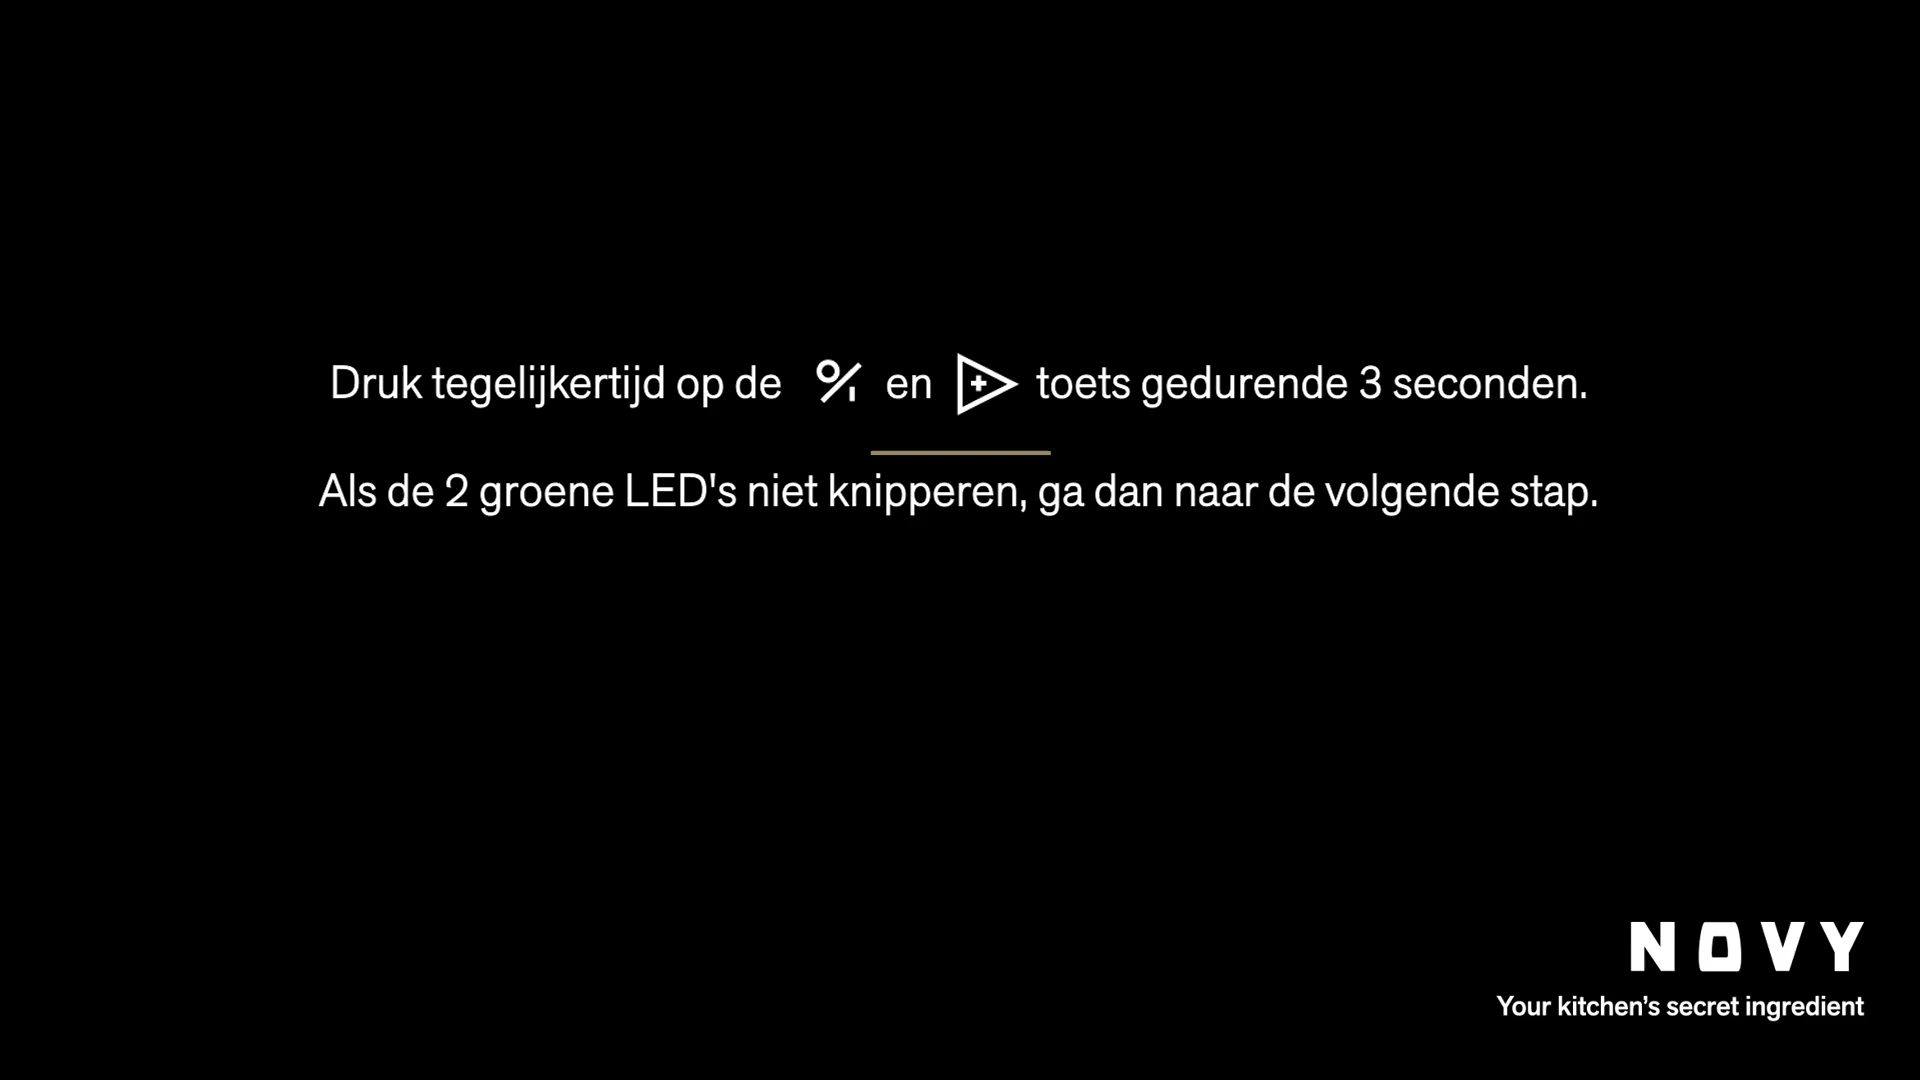 Druk tegelijkertijd op de en toets gedurende 3 seconden.
Als de 2 groene LED's niet knipperen, ga dan naar de volgende stap.
NOVY
Your kitchen’s secret ingredient